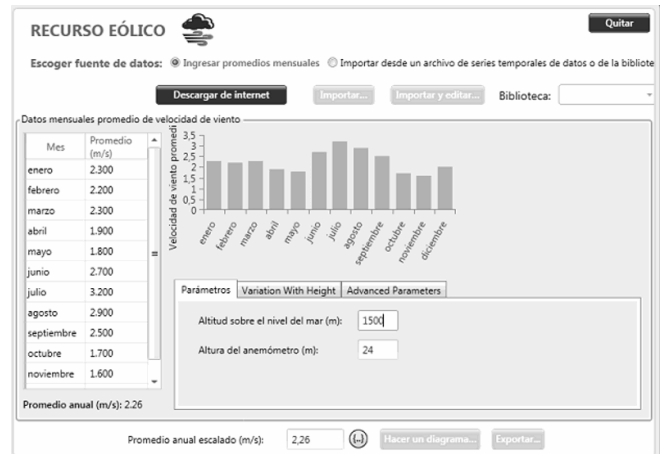 RECURSO EÓLICO
Quitar
Escoger fuente de datos: Ingresar promedios mensuales Importar desde un archivo de series temporales de datos o de la bibliote
Descargar de internet Importar... Importar y editar... Biblioteca:
Datos mensuales promedio de velocidad de viento
Mes Promedio (m/s)
enero 2.300
febrero 2.200
marzo 2.300
abril 1.900
mayo 1.800
junio 2.700
julio 3.200
agosto 2.900
septiembre 2.500
octubre 1.700
noviembre 1.600
Promedio anual (m/s): 2.26
Velocidad de viento promedi
3,5
3
2,5
2
1,5
1
0,5
0
enero febrero marzo abril mayo junio julio agosto septiembre octubre noviembre diciembre
Parámetros Variation With Height Advanced Parameters
Altitud sobre el nivel del mar (m): 1500
Altura del anemómetro (m): 24
Promedio anual escalado (m/s): 2,26 (..) Hacer un diagrama... Exportar...